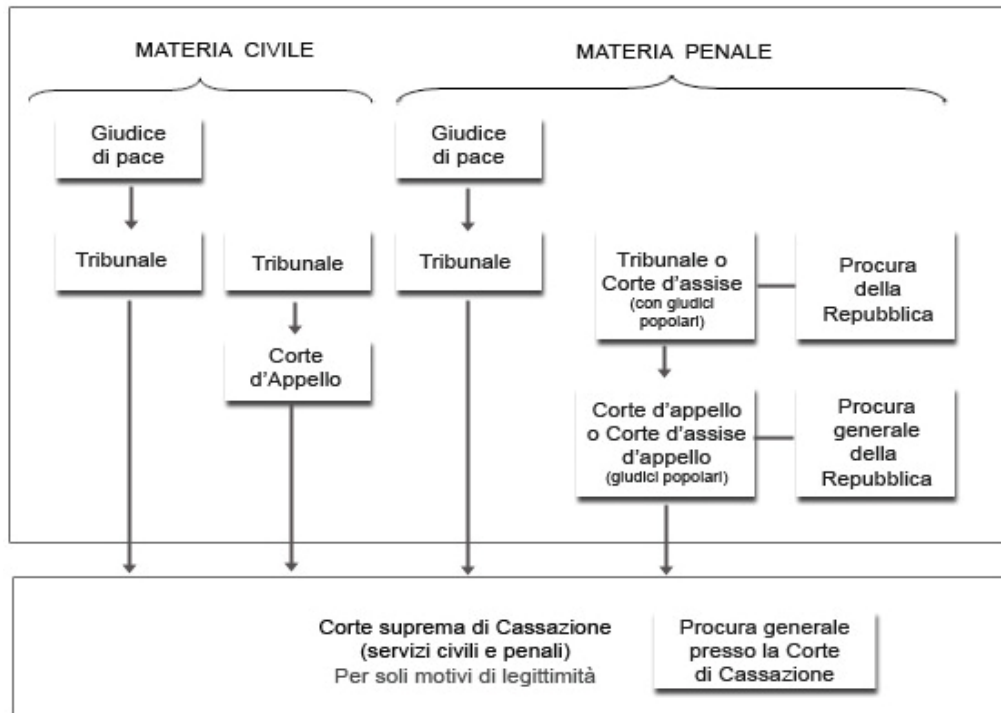 MATERIA CIVILE
MATERIA PENALE
Giudice
di pace
Giudice
di pace
Tribunale
Tribunale
Tribunale
Tribunale o
Corte d'assise
(con giudici
popolari)
Procura
della
Repubblica
Corte
d'Appello
Corte d'appello
o Corte d'assise
d'appello
(giudici popolari)
Procura
generale
della
Repubblica
Corte suprema di Cassazione
(servizi civili e penali)
Per soli motivi di legittimità
Procura generale
presso la Corte
di Cassazione